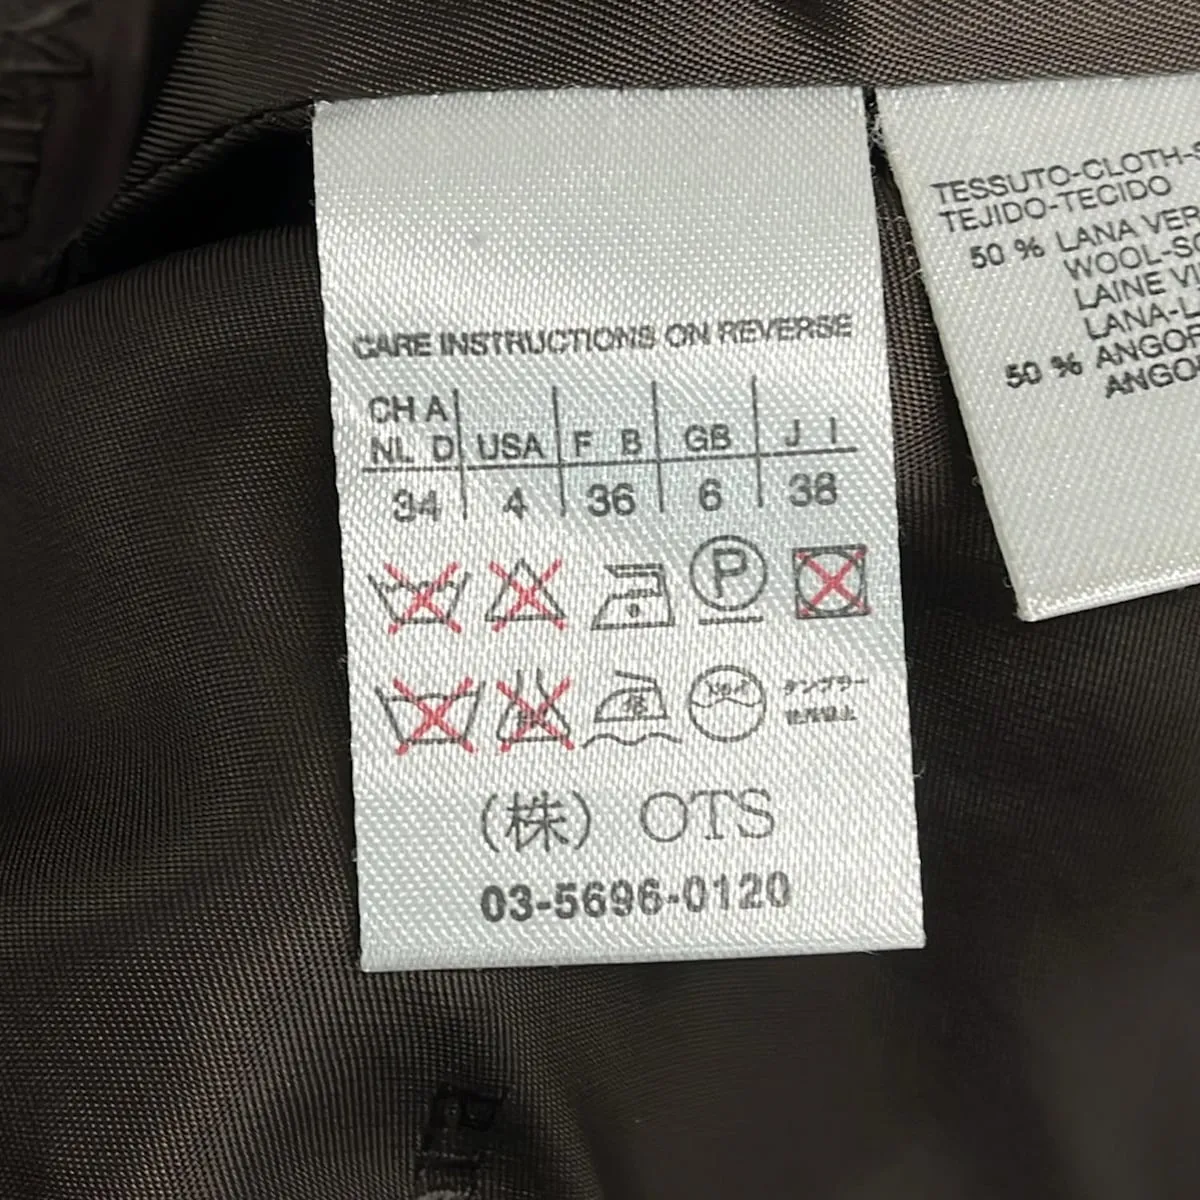 CARE INSTRUCTIONS ON REVERSE
CH A
NL D USA F B GB J I
34 4 36 6 38
P
タンブラー
乾燥禁止
(株) OTS
03-5696-0120
TESSUTO-CLOTH-S
TEJIDO-TECIDO
50 % LANA VER
WOOL-S
LAINE VI
LANA-L
50 % ANGOR
ANGO